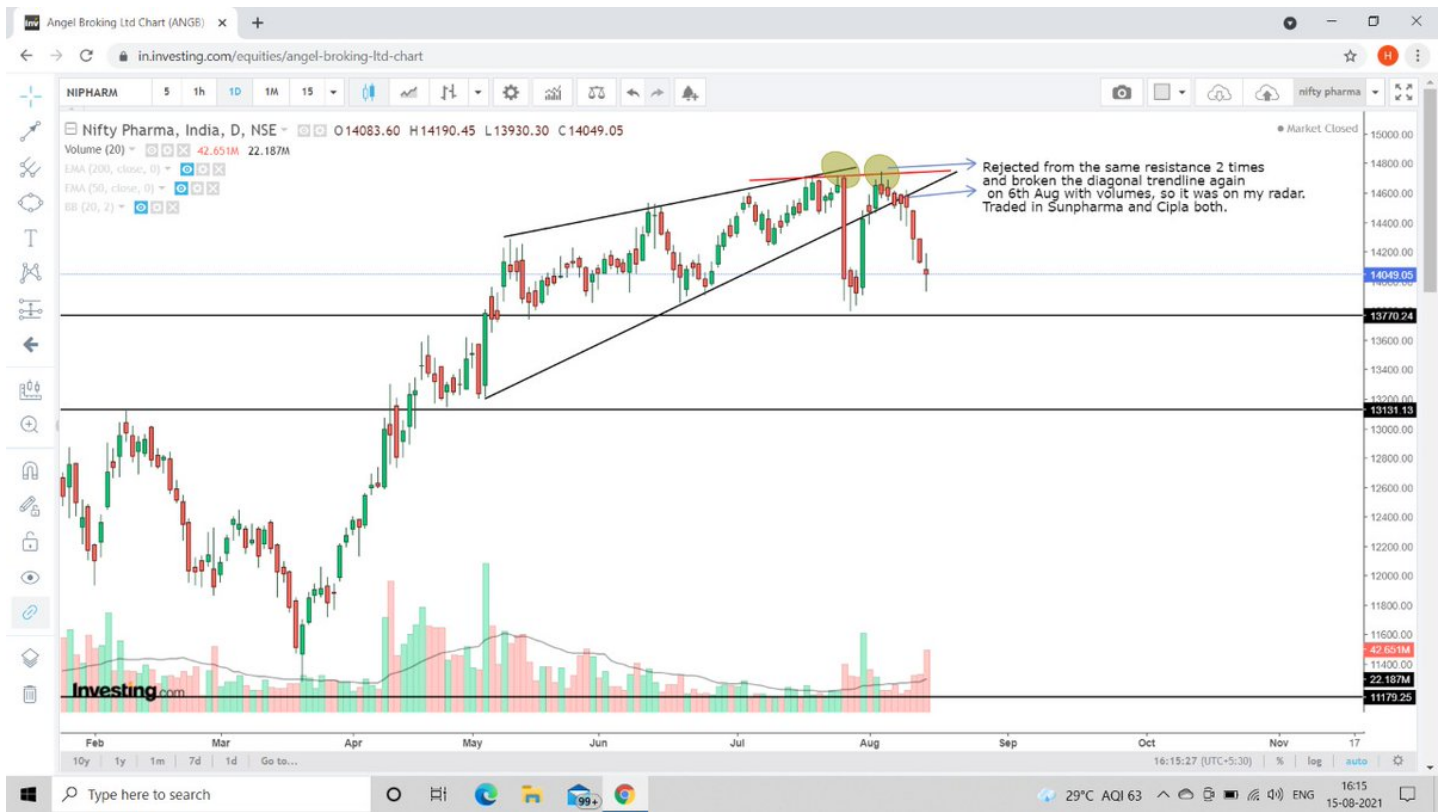 Angel Broking Ltd Chart (ANGB)
in.investing.com/equities/angel-broking-ltd-chart
H
NIPHARM 5 1h 1D 1M 15 nifty pharma
Nifty Pharma, India, D, NSE O14083.60 H14190.45 L13930.30 C14049.05
Market Closed
Volume (20) 42.651M 22.187M
EMA (200, close, 0)
EMA (50, close, 0)
BB (20, 2)
Rejected from the same resistance 2 times
and broken the diagonal trendline again
on 6th Aug with volumes, so it was on my radar.
Traded in Sunpharma and Cipla both.
15000.00
14800.00
14600.00
14400.00
14200.00
14049.05
14000.00
13770.24
13600.00
13400.00
13200.00
13131.13
13000.00
12800.00
12600.00
12400.00
12200.00
12000.00
11800.00
11600.00
42.651M
11400.00
22.187M
11179.25
Investing.com
Feb Mar Apr May Jun Jul Aug Sep Oct Nov 17
10y 1y 1m 7d 1d Go to... 16:15:27 (UTC+5:30) % log auto
Type here to search 99+ 29°C AQI 63 ENG 16:15
15-08-2021